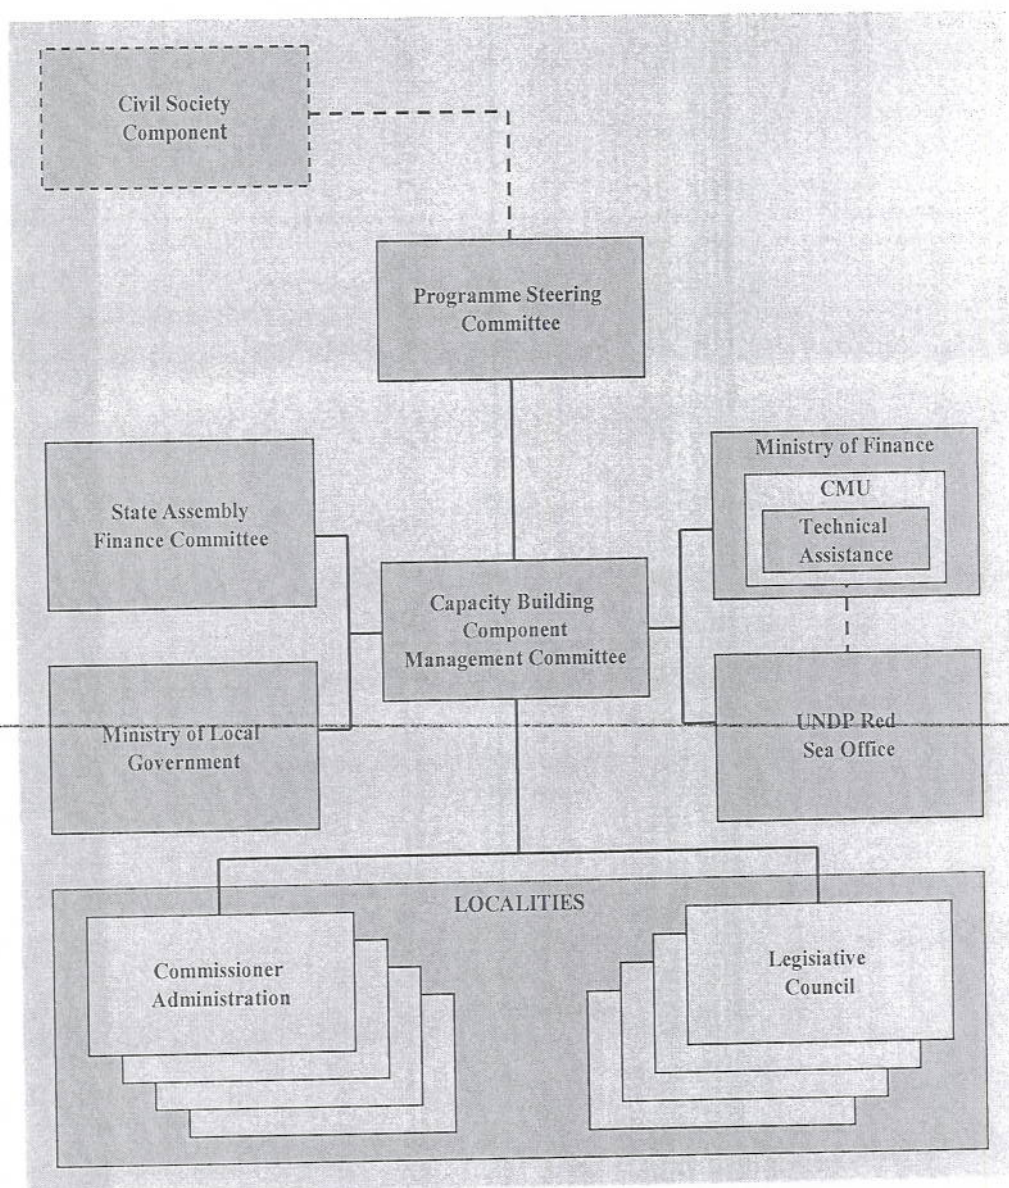 Civil Society
Component
Programme Steering
Committee
State Assembly
Finance Committee
Ministry of Finance
CMU
Technical
Assistance
Capacity Building
Component
Management Committee
Ministry of Local
Government
UNDP Red
Sea Office
LOCALITIES
Commissioner
Administration
Legisiative
Council